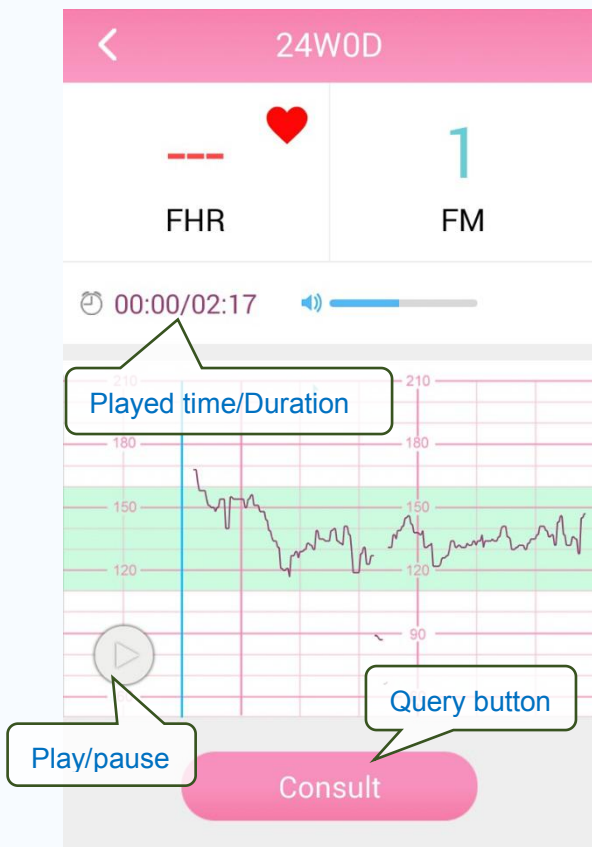 24W0D
---
1
FHR
FM
00:00/02:17
Played time/Duration
210
210
180
180
150
150
120
120
90
Play/pause
Query button
Consult